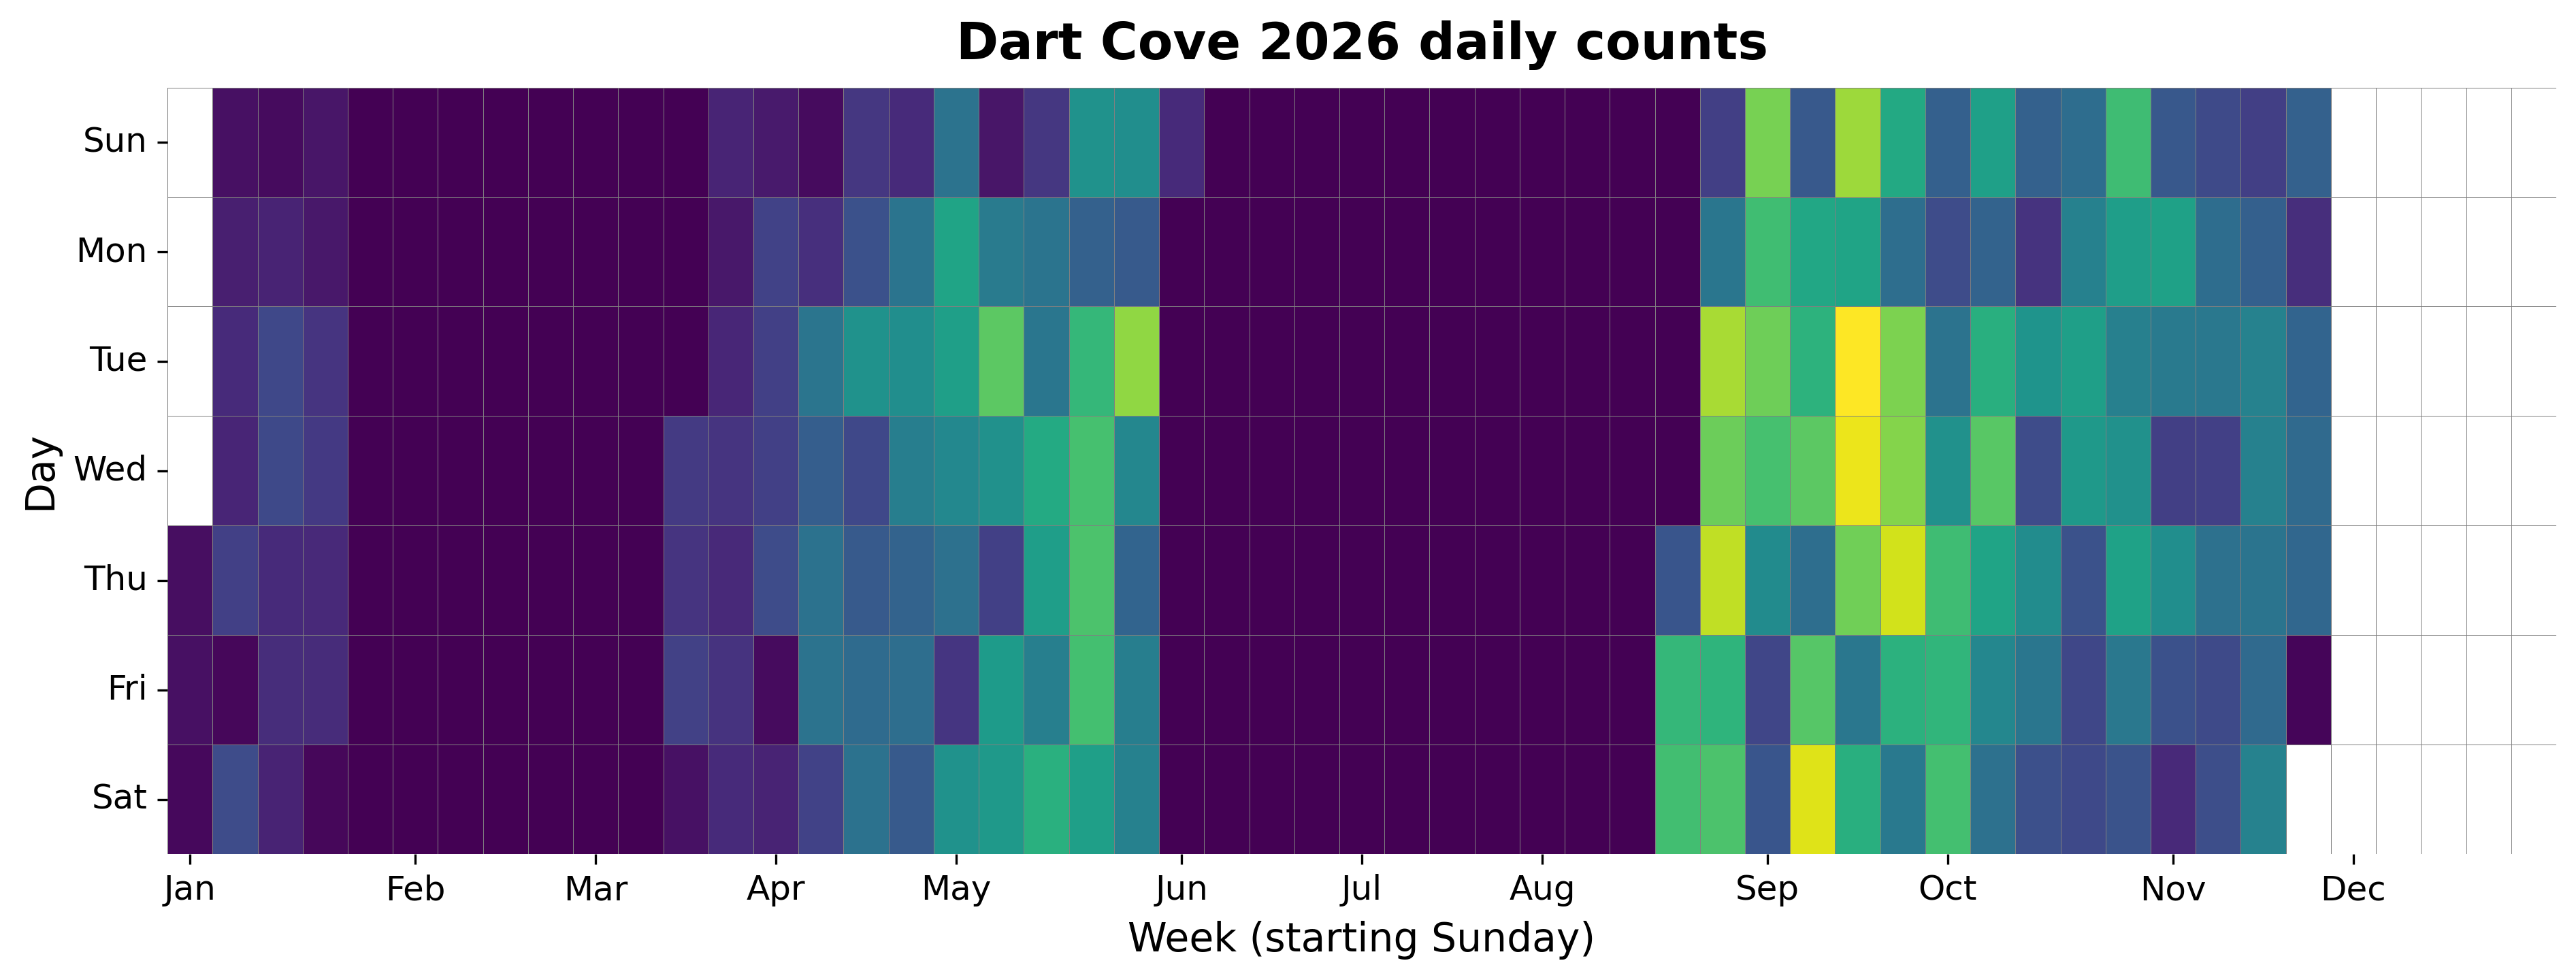 Dart Cove 2026 daily counts
Sun
Mon
Tue
Wed
Thu
Fri
Sat
Day
Jan Feb Mar Apr May Jun Jul Aug Sep Oct Nov Dec
Week (starting Sunday)